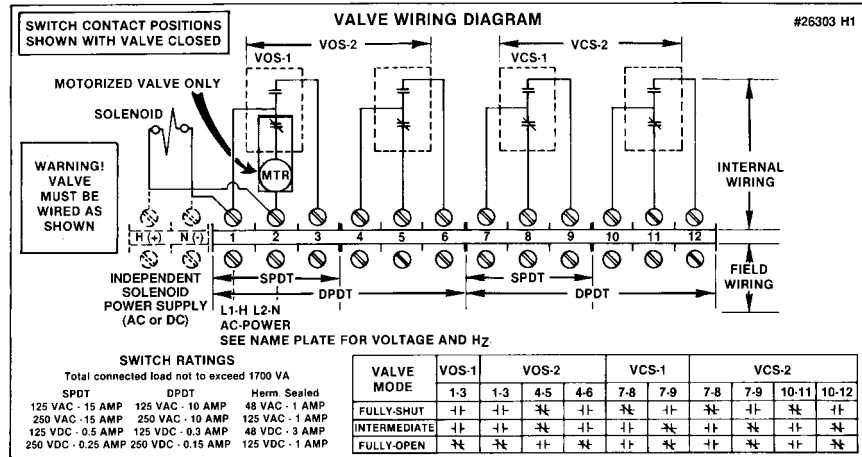 SWITCH CONTACT POSITIONS
SHOWN WITH VALVE CLOSED
VALVE WIRING DIAGRAM
#26303 H1
VOS-2
VOS-1
VCS-2
VCS-1
MOTORIZED VALVE ONLY
SOLENOID
MTR
WARNING!
VALVE
MUST BE
WIRED AS
SHOWN
INTERNAL
WIRING
H (+) N (-) 1 2 3 4 5 6 7 8 9 10 11 12
FIELD
WIRING
INDEPENDENT
SOLENOID
POWER SUPPLY
(AC or DC)
SPDT
DPDT
SPDT
DPDT
L1-H L2-N
AC-POWER
SEE NAME PLATE FOR VOLTAGE AND HZ
SWITCH RATINGS
Total connected load not to exceed 1700 VA
SPDT DPDT Herm. Sealed
125 VAC - 15 AMP 125 VAC - 10 AMP 48 VAC - 1 AMP
250 VAC - 15 AMP 250 VAC - 10 AMP 125 VAC - 1 AMP
125 VDC - 0.5 AMP 125 VDC - 0.3 AMP 48 VDC - 3 AMP
250 VDC - 0.25 AMP 250 VDC - 0.15 AMP 125 VDC - 1 AMP
VALVE MODE VOS-1 VOS-2 VCS-1 VCS-2
1-3 1-3 4-5 4-6 7-8 7-9 7-8 7-9 10-11 10-12
FULLY-SHUT
INTERMEDIATE
FULLY-OPEN